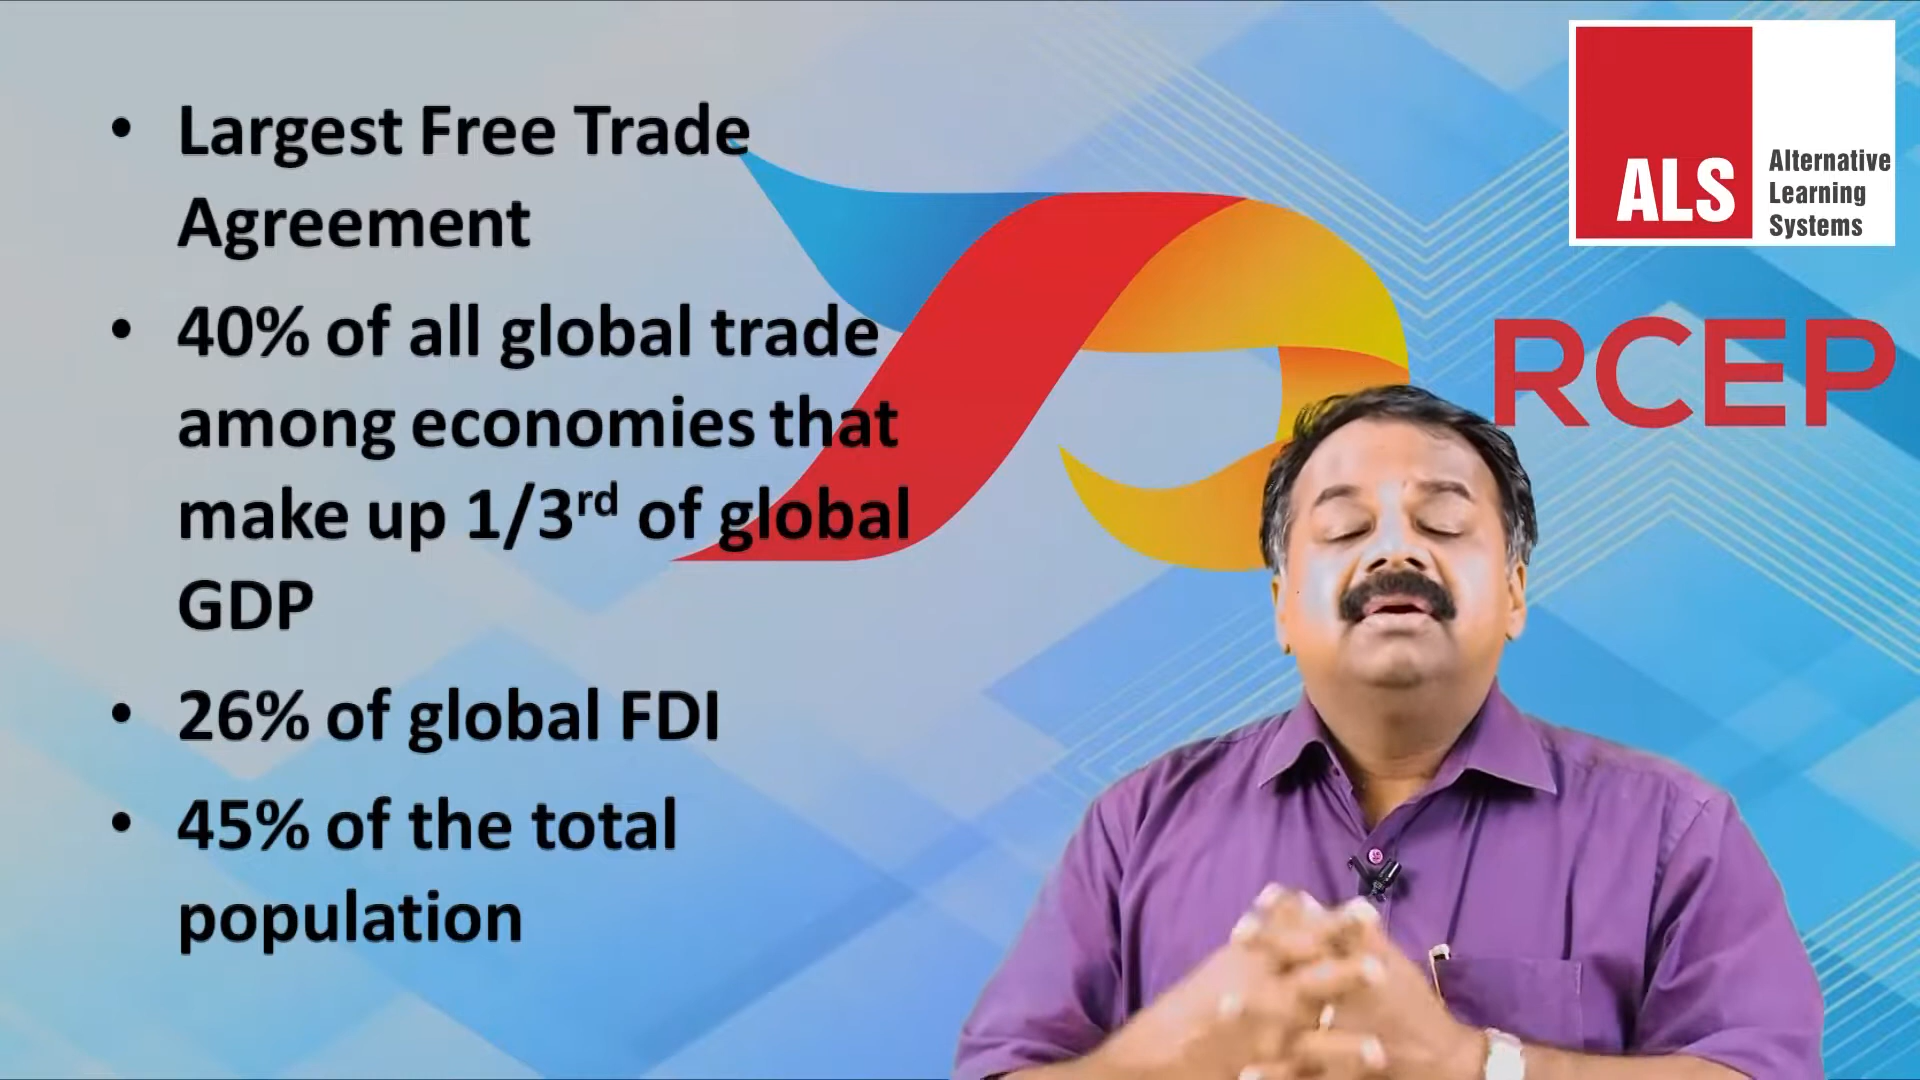 • Largest Free Trade
Agreement
• 40% of all global trade
among economies that
make up 1/3rd of global
GDP
• 26% of global FDI
• 45% of the total
population
ALS
Alternative
Learning
Systems
RCEP